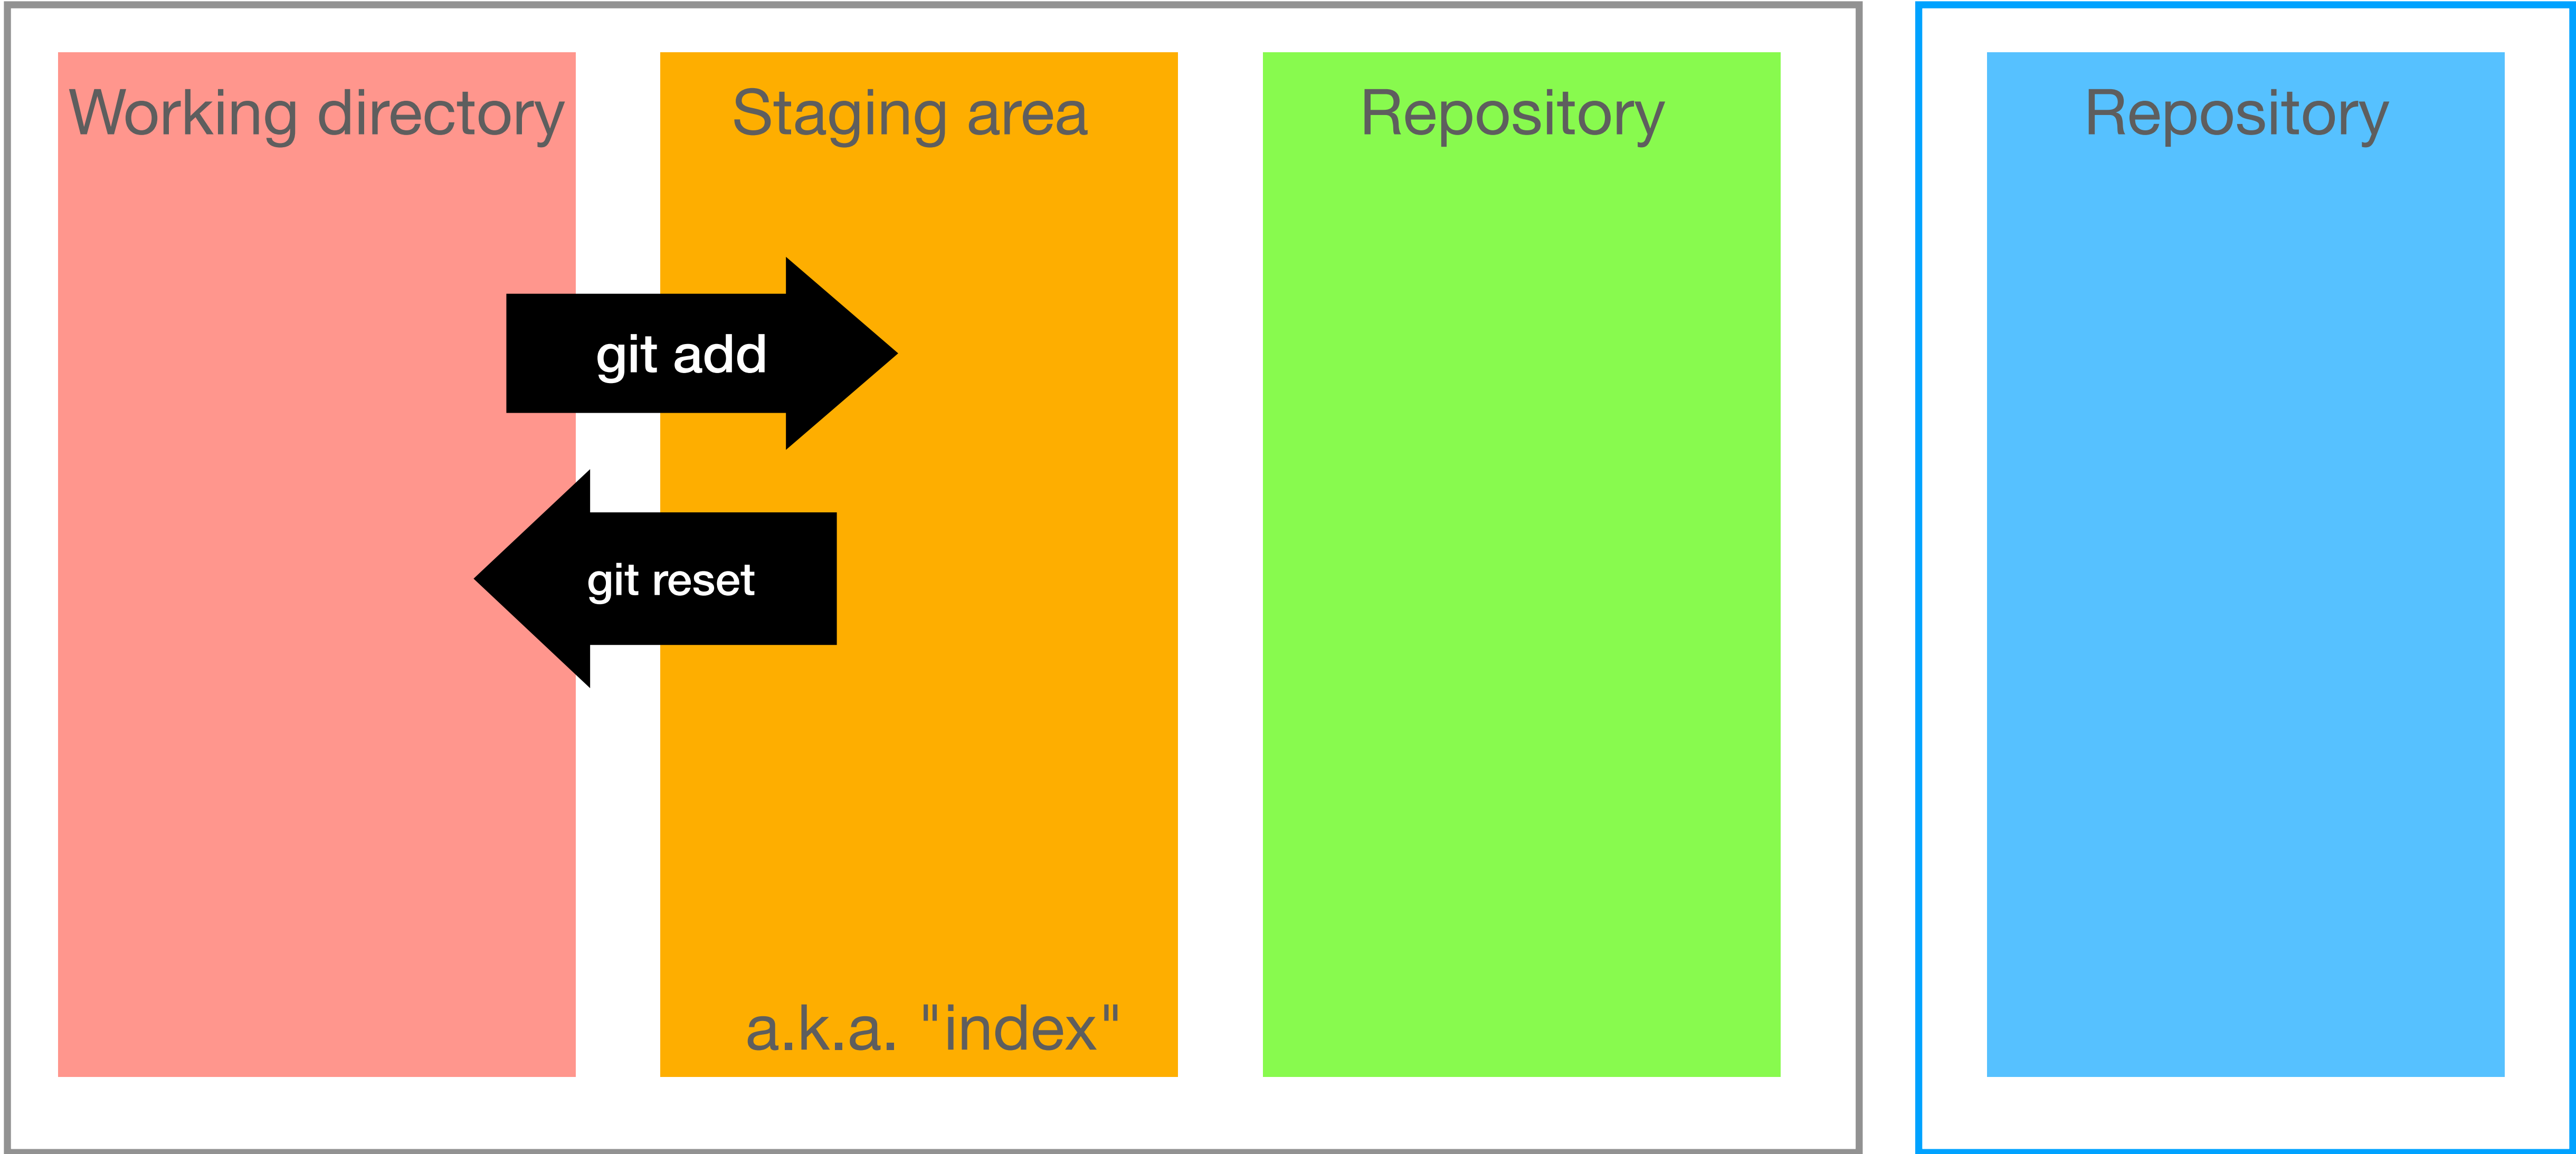 Working directory
Staging area
Repository
Repository
git add
git reset
a.k.a. "index"